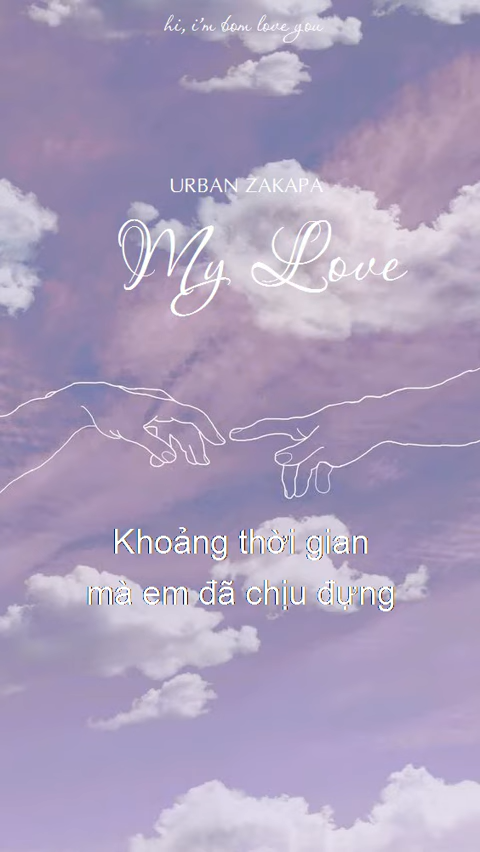 hi, i'm bom love you
URBAN ZAKAPA
My Love
Khoảng thời gian
mà em đã chịu đựng